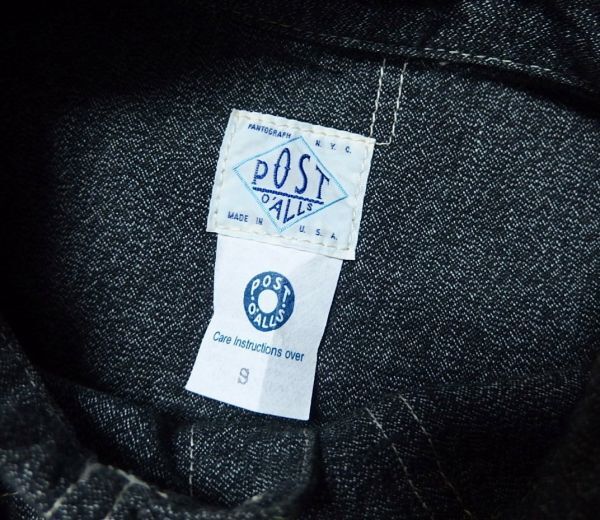 PANTOGRAPH N.Y.C.
POST
O'ALLS
MADE IN U.S.A.
POST
O'ALLS
Care Instructions over
S